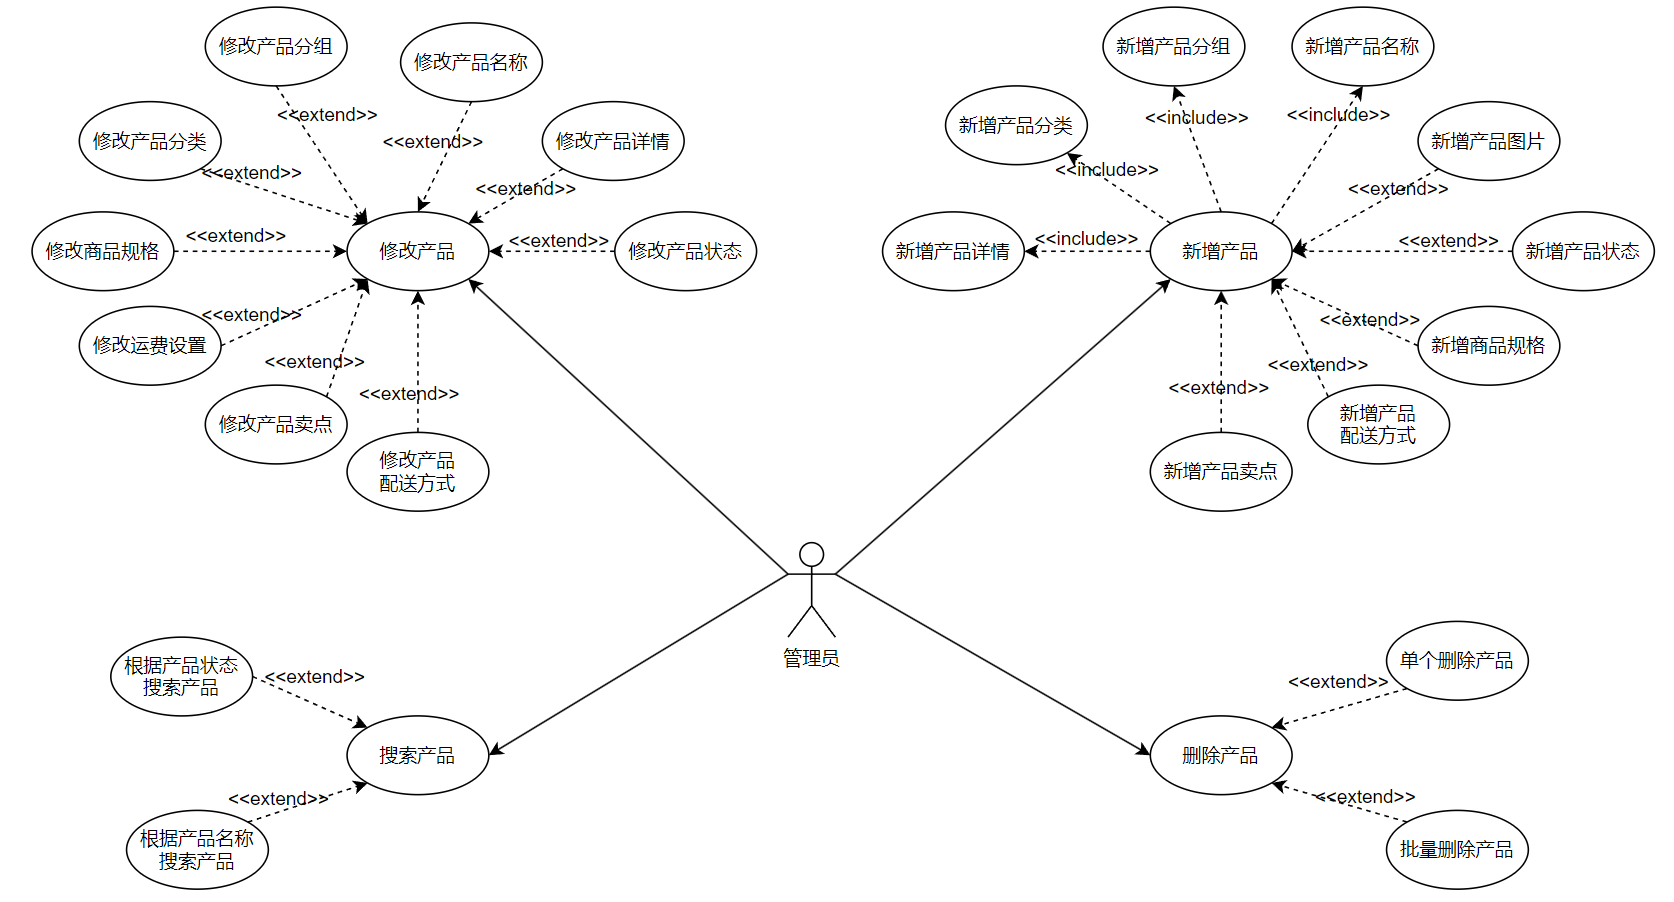 修改产品分组
修改产品名称
<<extend>>
<<extend>>
修改产品分类
修改产品详情
<<extend>>
<<extend>>
修改商品规格
<<extend>>
修改产品
<<extend>>
修改产品状态
修改运费设置
<<extend>>
<<extend>>
<<extend>>
修改产品卖点
修改产品
配送方式
新增产品分组
新增产品名称
<<include>>
<<include>>
新增产品分类
新增产品图片
<<include>>
<<extend>>
新增产品详情
<<include>>
新增产品
<<extend>>
新增产品状态
<<extend>>
新增商品规格
<<extend>>
<<extend>>
新增产品
配送方式
新增产品卖点
管理员
根据产品状态
搜索产品
<<extend>>
搜索产品
<<extend>>
根据产品名称
搜索产品
单个删除产品
<<extend>>
删除产品
<<extend>>
批量删除产品